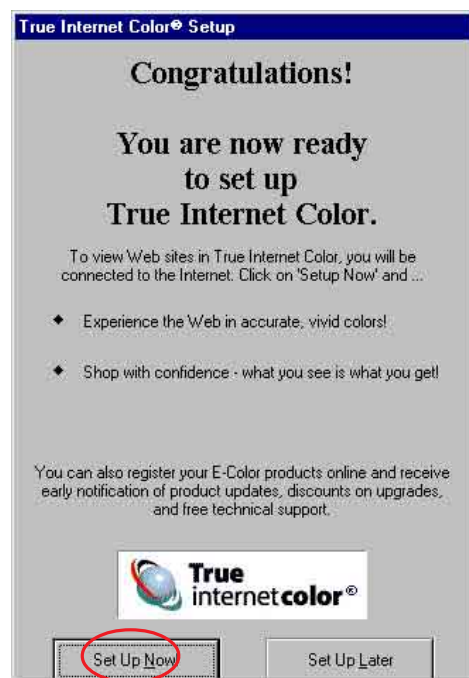 True Internet Color® Setup
Congratulations!
You are now ready
to set up
True Internet Color.
To view Web sites in True Internet Color, you will be
connected to the Internet. Click on 'Setup Now' and ...
Experience the Web in accurate, vivid colors!
Shop with confidence - what you see is what you get!
You can also register your E-Color products online and receive
early notification of product updates, discounts on upgrades,
and free technical support.
True
internetcolor®
Set Up Now
Set Up Later